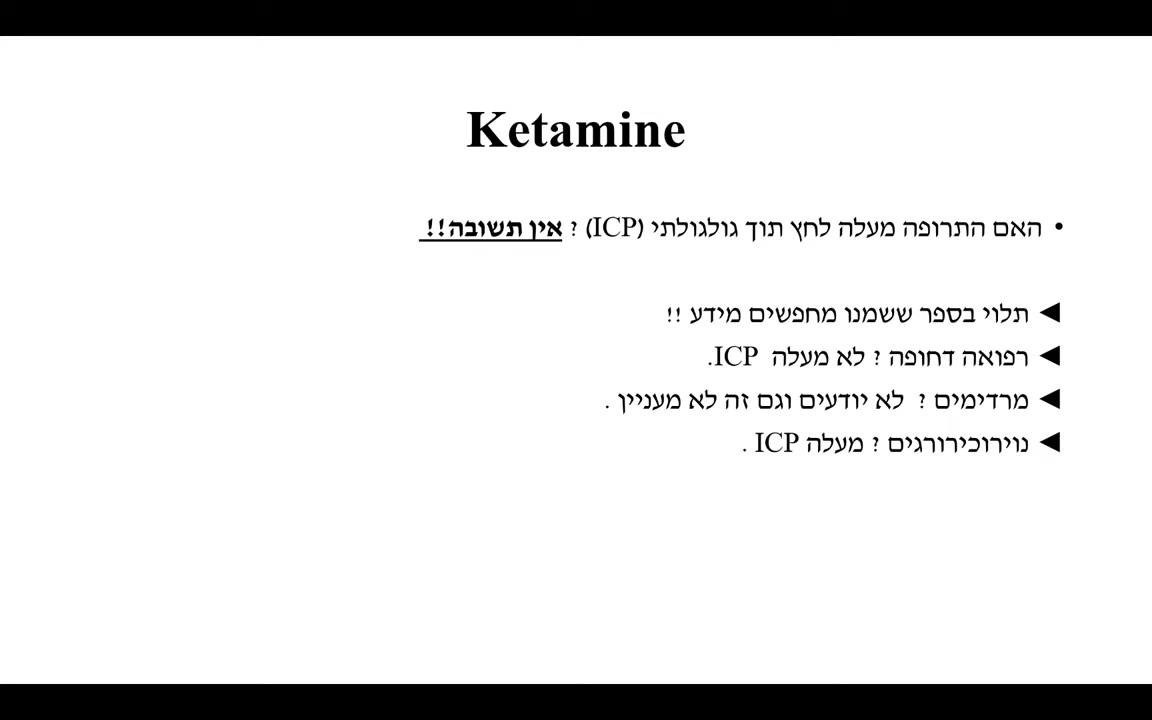 Ketamine
• האם התרופה מעלה לחץ תוך גולגולתי (ICP) ? אין תשובה!!
◄ תלוי בספר ששמנו מחפשים מידע !!
◄ רפואה דחופה ? לא מעלה ICP.
◄ מרדימים ? לא יודעים וגם זה לא מעניין .
◄ נוירוכירורגים ? מעלה ICP .